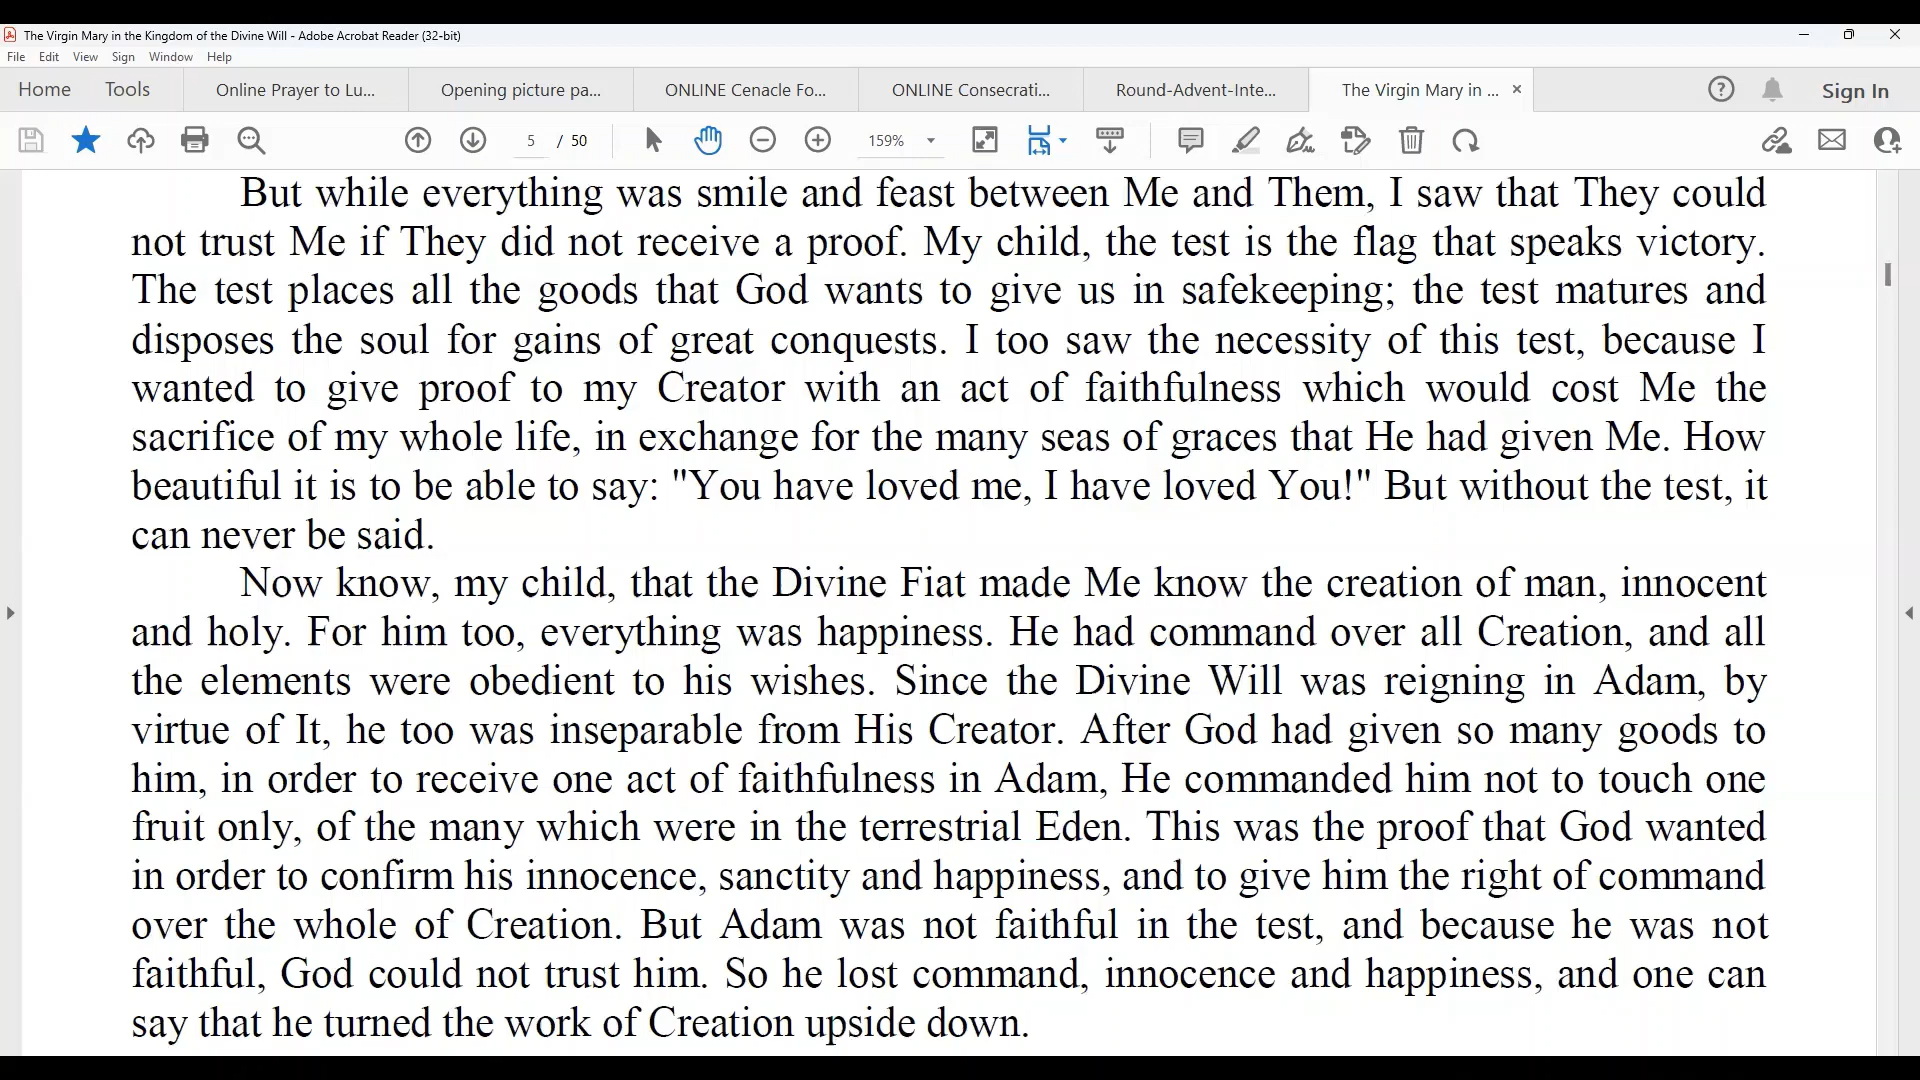 The Virgin Mary in the Kingdom of the Divine Will - Adobe Acrobat Reader (32-bit)
File Edit View Sign Window Help
Home Tools Online Prayer to Lu... Opening picture pa... ONLINE Cenacle Fo... ONLINE Consecrati... Round-Advent-Inte... The Virgin Mary in ... Sign In
5 / 50 159%
But while everything was smile and feast between Me and Them, I saw that They could
not trust Me if They did not receive a proof. My child, the test is the flag that speaks victory.
The test places all the goods that God wants to give us in safekeeping; the test matures and
disposes the soul for gains of great conquests. I too saw the necessity of this test, because I
wanted to give proof to my Creator with an act of faithfulness which would cost Me the
sacrifice of my whole life, in exchange for the many seas of graces that He had given Me. How
beautiful it is to be able to say: "You have loved me, I have loved You!" But without the test, it
can never be said.
Now know, my child, that the Divine Fiat made Me know the creation of man, innocent
and holy. For him too, everything was happiness. He had command over all Creation, and all
the elements were obedient to his wishes. Since the Divine Will was reigning in Adam, by
virtue of It, he too was inseparable from His Creator. After God had given so many goods to
him, in order to receive one act of faithfulness in Adam, He commanded him not to touch one
fruit only, of the many which were in the terrestrial Eden. This was the proof that God wanted
in order to confirm his innocence, sanctity and happiness, and to give him the right of command
over the whole of Creation. But Adam was not faithful in the test, and because he was not
faithful, God could not trust him. So he lost command, innocence and happiness, and one can
say that he turned the work of Creation upside down.